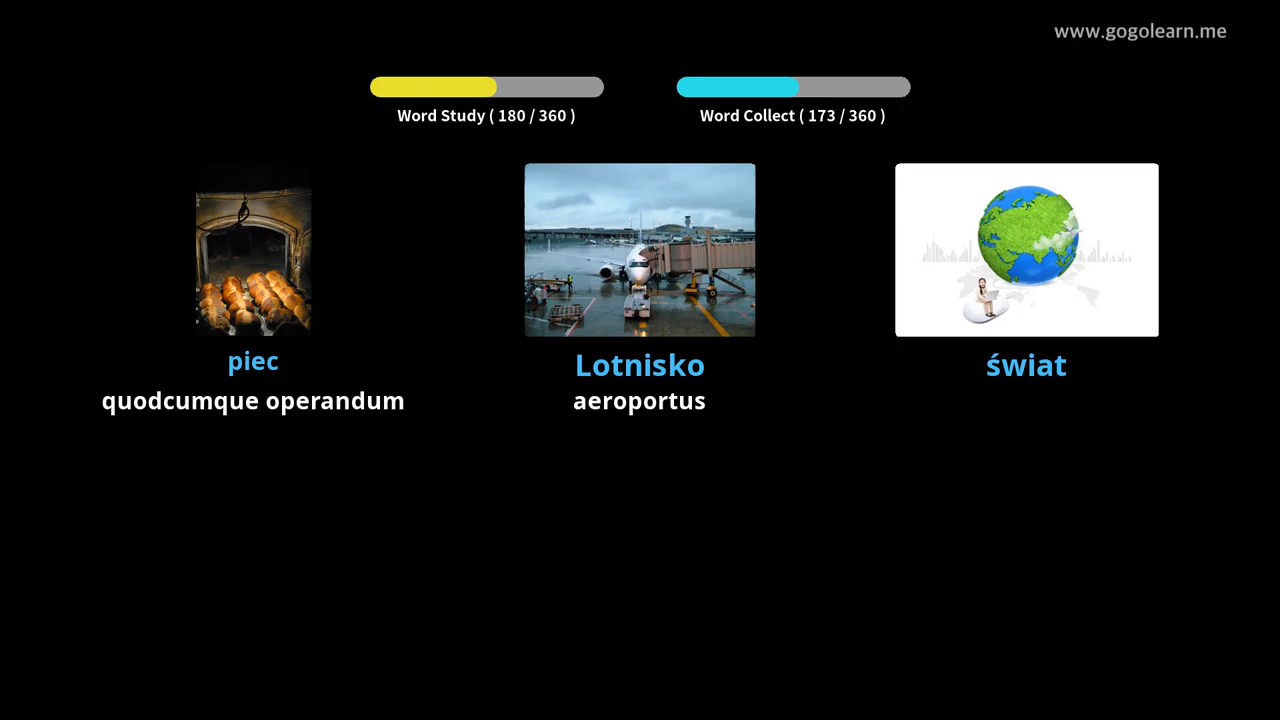 www.gogolearn.me
Word Study ( 180 / 360 )
Word Collect ( 173 / 360 )
piec
quodcumque operandum
Lotnisko
aeroportus
świat